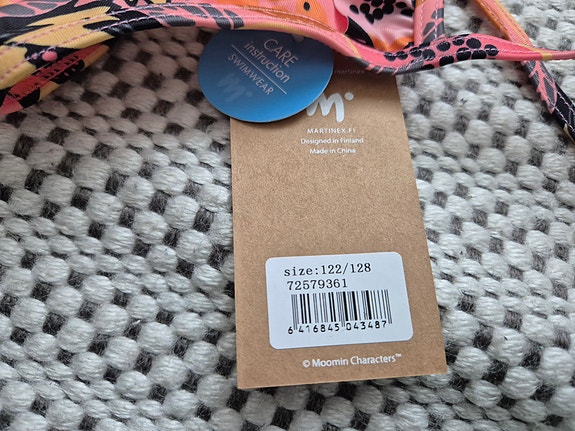 CARE
instruction
SWIMWEAR
MARTINEX.FI
Designed in Finland
Made in China
size:122/128
72579361
6 416845 043487
© Moomin Characters™